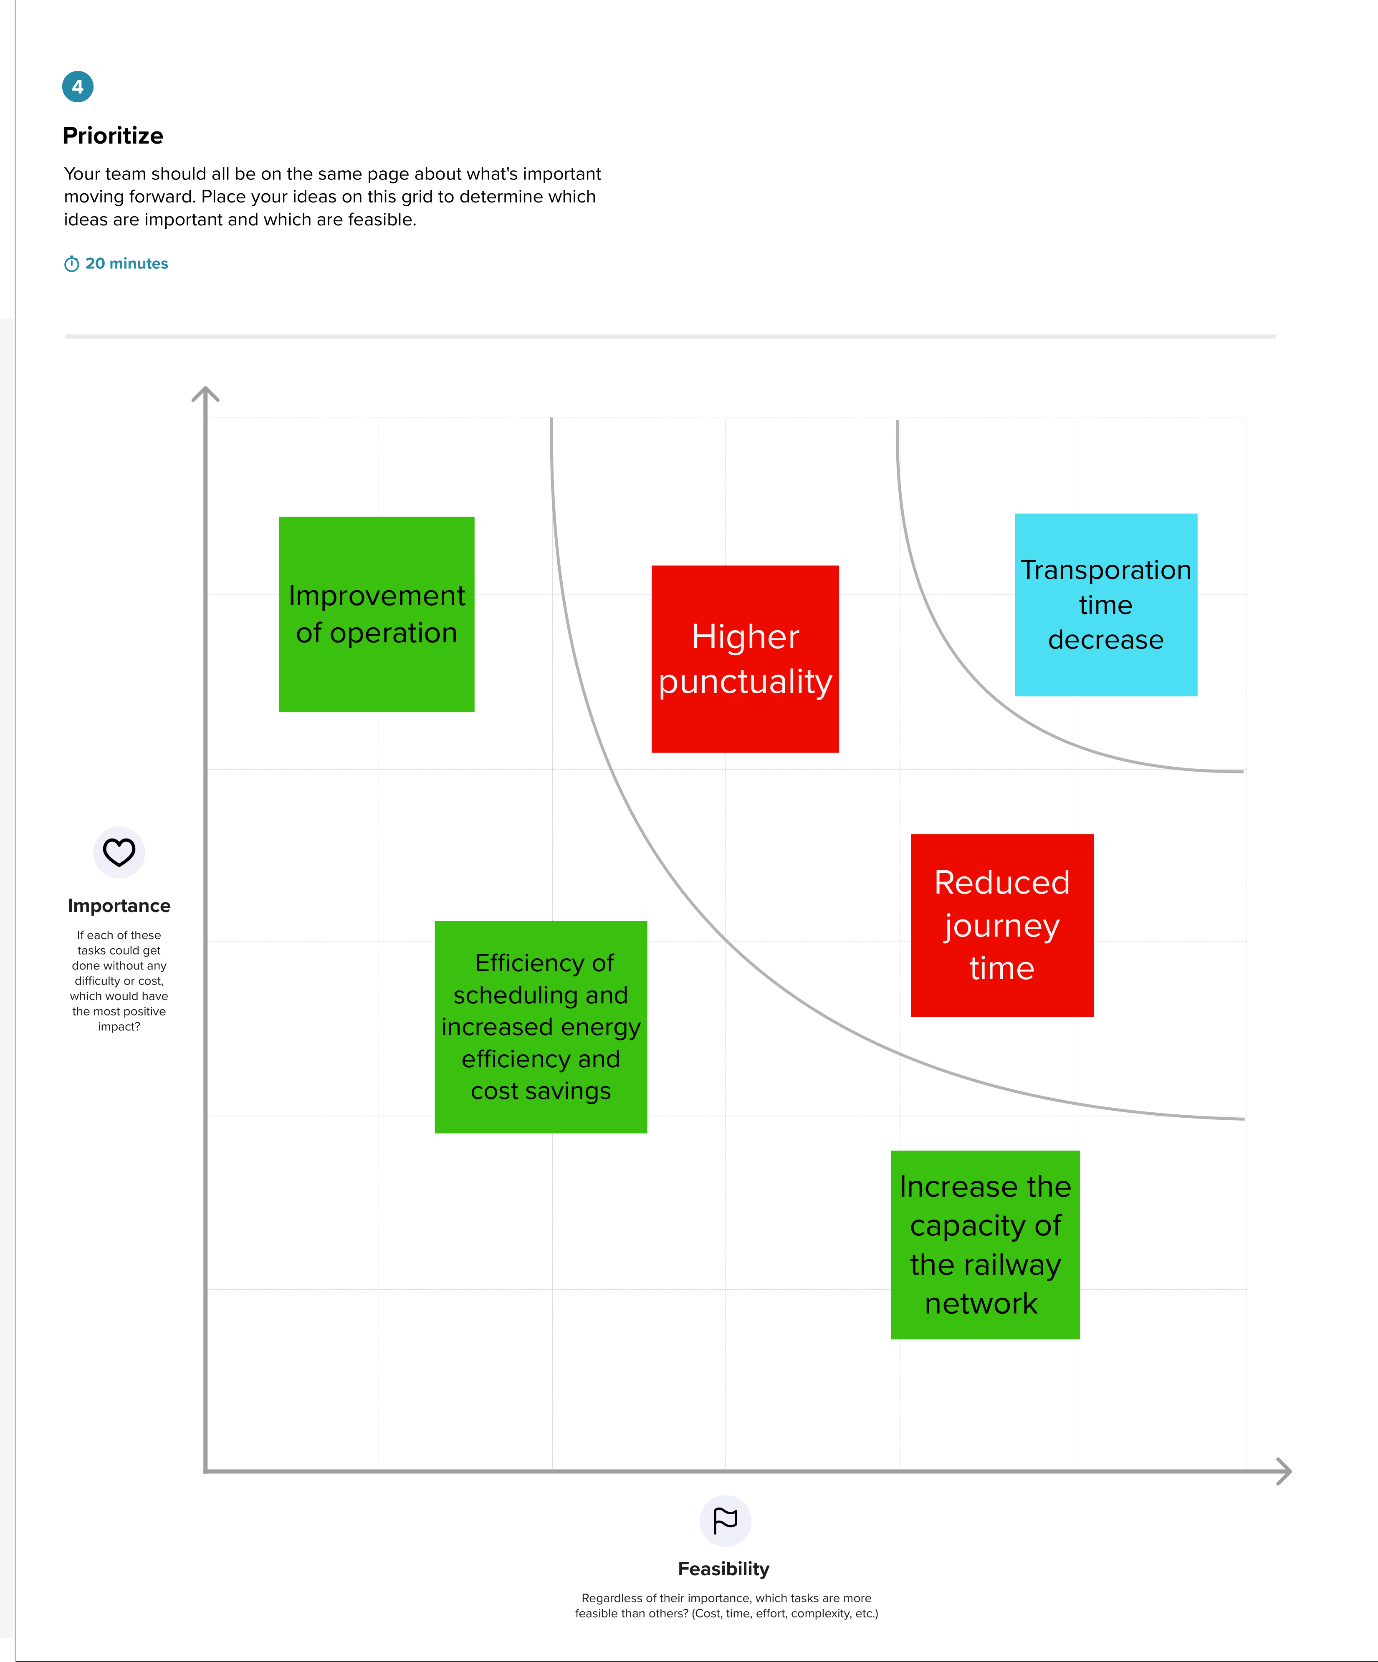 4
Prioritize
Your team should all be on the same page about what's important
moving forward. Place your ideas on this grid to determine which
ideas are important and which are feasible.
20 minutes
Improvement
of operation
Higher
punctuality
Transporation
time
decrease
Importance
If each of these
tasks could get
done without any
difficulty or cost,
which would have
the most positive
impact?
Reduced
journey
time
Efficiency of
scheduling and
increased energy
efficiency and
cost savings
Increase the
capacity of
the railway
network
Feasibility
Regardless of their importance, which tasks are more
feasible than others? (Cost, time, effort, complexity, etc.)